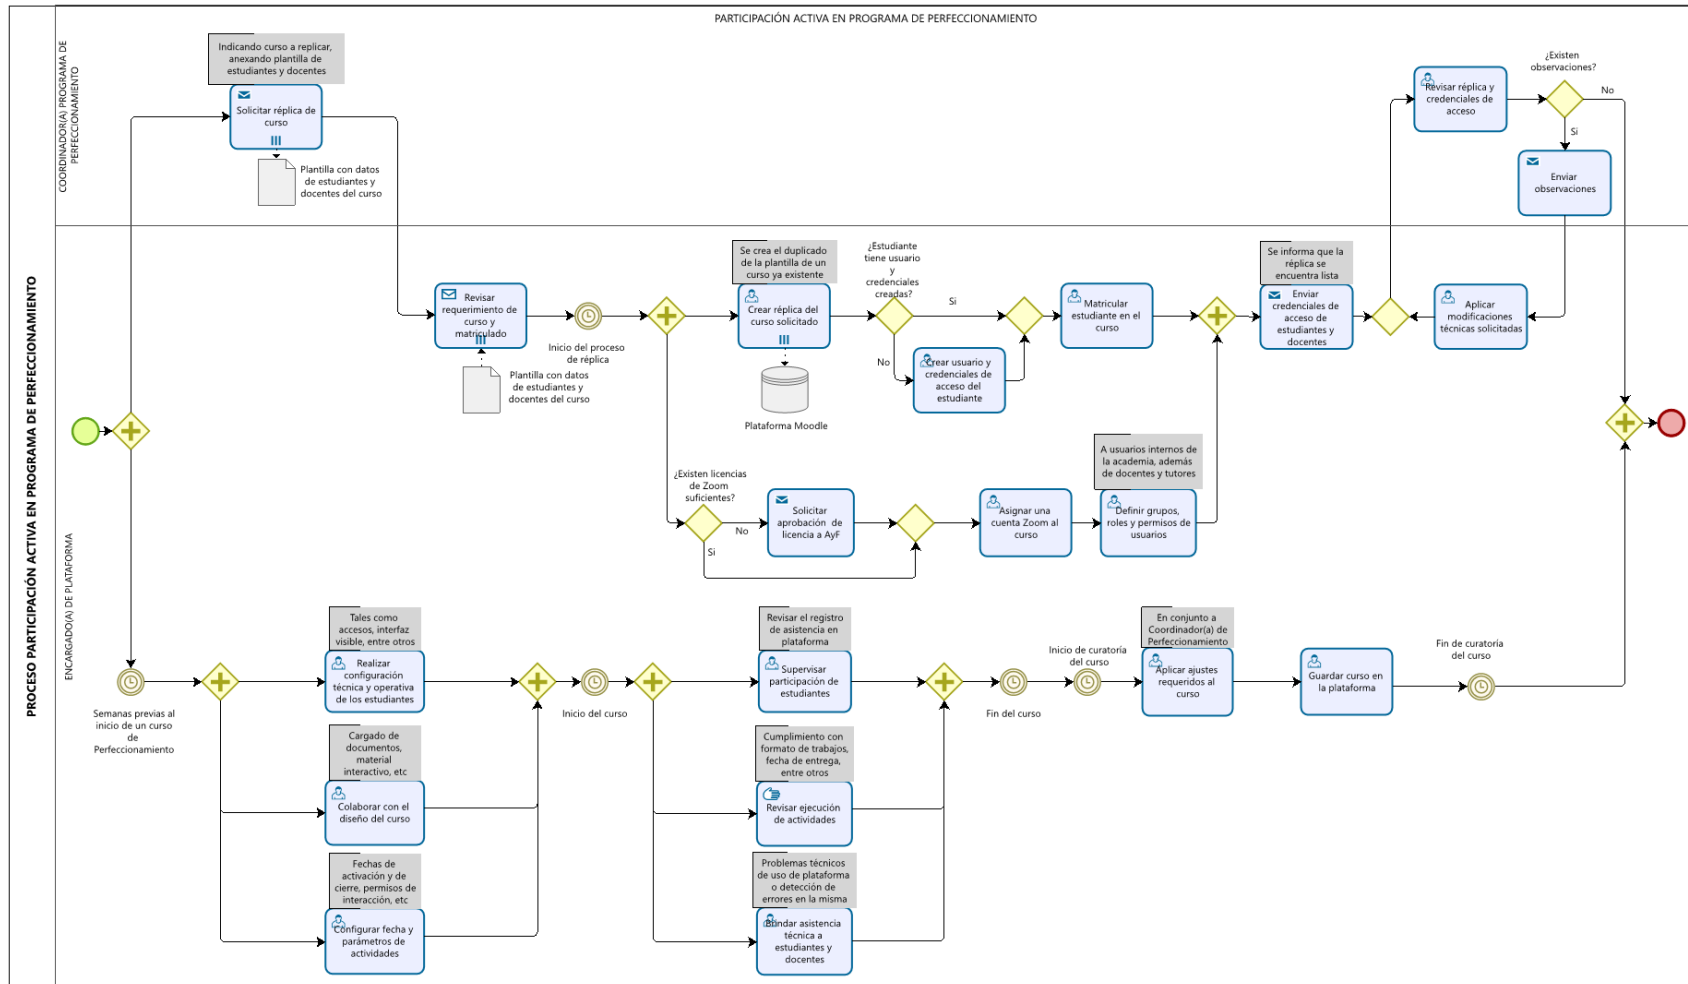 PARTICIPACIÓN ACTIVA EN PROGRAMA DE PERFECCIONAMIENTO
PROCESO PARTICIPACIÓN ACTIVA EN PROGRAMA DE PERFECCIONAMIENTO
COORDINADOR(A) PROGRAMA DE
PERFECCIONAMIENTO
Indicando curso a replicar,
anexando plantilla de
estudiantes y docentes
Solicitar réplica de
curso
Plantilla con datos
de estudiantes y
docentes del curso
Revisar réplica y
credenciales de
acceso
¿Existen
observaciones?
No
Si
Enviar
observaciones
ENCARGADO(A) DE PLATAFORMA
Revisar
requerimiento de
curso y
matriculado
Plantilla con datos
de estudiantes y
docentes del curso
Inicio del proceso
de réplica
Se crea el duplicado
de la plantilla de un
curso ya existente
Crear réplica del
curso solicitado
Plataforma Moodle
¿Estudiante
tiene usuario
y
credenciales
creadas?
Si
No
Crear usuario y
credenciales de
acceso del
estudiante
Matricular
estudiante en el
curso
Se informa que la
réplica se
encuentra lista
Enviar
credenciales de
acceso de
estudiantes y
docentes
Aplicar
modificaciones
técnicas solicitadas
¿Existen licencias
de Zoom
suficientes?
No
Si
Solicitar
aprobación de
licencia a AyF
Asignar una
cuenta Zoom al
curso
A usuarios internos de
la academia, además
de docentes y tutores
Definir grupos,
roles y permisos de
usuarios
Semanas previas al
inicio de un curso
de
Perfeccionamiento
Tales como
accesos, interfaz
visible, entre otros
Realizar
configuración
técnica y operativa
de los estudiantes
Cargado de
documentos,
material
interactivo, etc
Colaborar con el
diseño del curso
Fechas de
activación y de
cierre, permisos de
interacción, etc
Configurar fecha y
parámetros de
actividades
Inicio del curso
Revisar el registro
de asistencia en
plataforma
Supervisar
participación de
estudiantes
Cumplimiento con
formato de trabajos,
fecha de entrega,
entre otros
Revisar ejecución
de actividades
Problemas técnicos
de uso de plataforma
o detección de
errores en la misma
Brindar asistencia
técnica a
estudiantes y
docentes
Fin del curso
Inicio de curatoría
del curso
En conjunto a
Coordinador(a) de
Perfeccionamiento
Aplicar ajustes
requeridos al
curso
Guardar curso en
la plataforma
Fin de curatoría
del curso